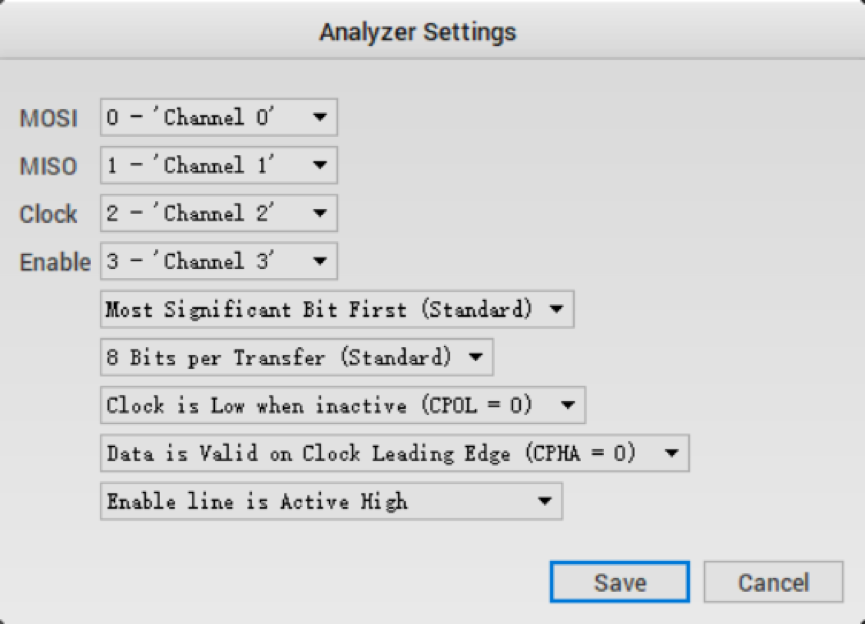 Analyzer Settings
MOSI 0 - 'Channel 0'
MISO 1 - 'Channel 1'
Clock 2 - 'Channel 2'
Enable 3 - 'Channel 3'
Most Significant Bit First (Standard)
8 Bits per Transfer (Standard)
Clock is Low when inactive (CPOL = 0)
Data is Valid on Clock Leading Edge (CPHA = 0)
Enable line is Active High
Save Cancel